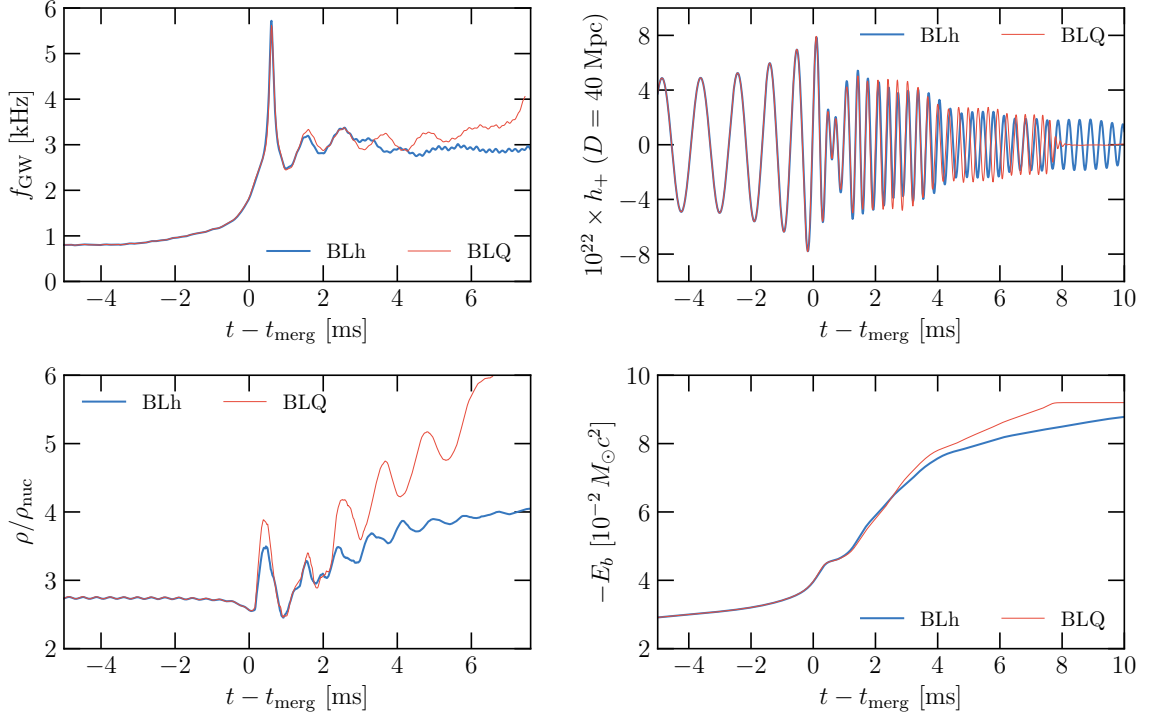 6
5
4
3
2
1
0
f_GW [kHz]
BLh BLQ
−4 −2 0 2 4 6
t − t_merg [ms]
8
4
0
−4
−8
10^22 × h_+ (D = 40 Mpc)
BLh BLQ
−4 −2 0 2 4 6 8 10
t − t_merg [ms]
6
5
4
3
2
ρ/ρ_nuc
BLh BLQ
−4 −2 0 2 4 6
t − t_merg [ms]
10
8
6
4
2
−E_b [10^−2 M_⊙c^2]
BLh BLQ
−4 −2 0 2 4 6 8 10
t − t_merg [ms]